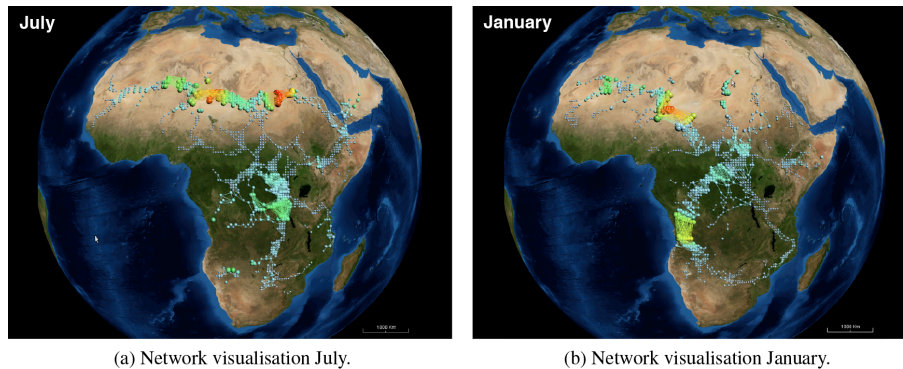 July
January
1000 Km
1000 Km
(a) Network visualisation July.
(b) Network visualisation January.